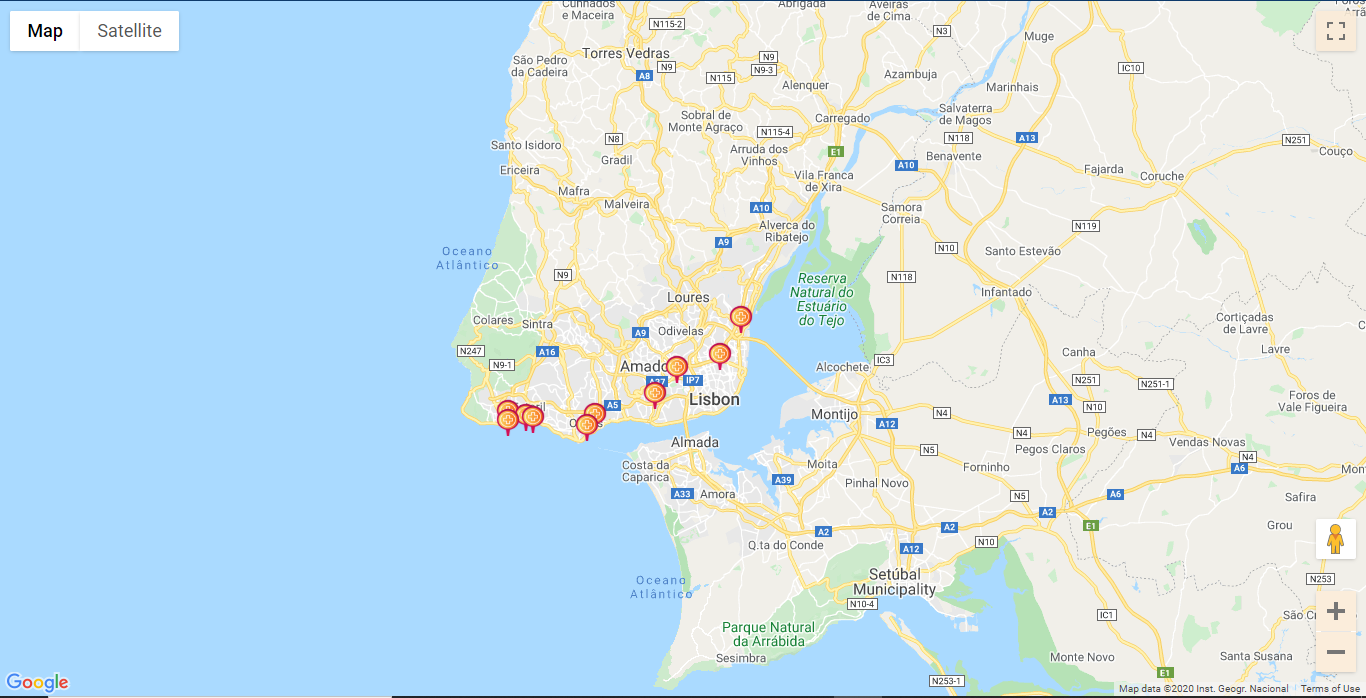 Map
Satellite
Cunhados
e Maceira
N115-2
Abrigada
Aveiras
de Cima
N3
Muge
Torres Vedras
São Pedro
da Cadeira
A8
N9
N9
N9-3
N115
Alenquer
Azambuja
IC10
Marinhais
Sobral de
Monte Agraço
Carregado
Salvaterra
de Magos
N115-4
N118
A13
N251
Couço
Santo Isidoro
N8
Gradil
Arruda dos
Vinhos
E1
Benavente
A10
Ericeira
Fajarda
Coruche
Vila Franca
de Xira
Mafra
Malveira
A10
Samora
Correia
Alverca do
Ribatejo
N119
A9
N10
Santo Estevão
Oceano
Atlântico
N9
N118
Reserva
Natural do
Estuário
do Tejo
Infantado
Loures
Colares
Sintra
A9
Odivelas
Cortiçadas
de Lavre
N247
A16
N9-1
Lavre
Canha
Amado
IP7
Alcochete
IC3
N251
N251-1
A5
Lisbon
A13
N10
Foros de
Vale Figueira
Montijo
N4
A12
N4
Pegões
N4
Almada
Vendas Novas
N5
Pegos Claros
N4
A6
Costa da
Caparica
Moita
Forninho
Mon
A39
Pinhal Novo
A33
Amora
N5
A6
Safira
A2
A2
A2
E1
Grou
Q.ta do Conde
A12
N10
Oceano
Atlântico
Setúbal
Municipality
N253
N10-4
IC1
São C
Parque Natural
da Arrábida
Sesimbra
Monte Novo
Santa Susana
E1
N253-1
Google
Map data ©2020 Inst. Geogr. Nacional
Terms of Use